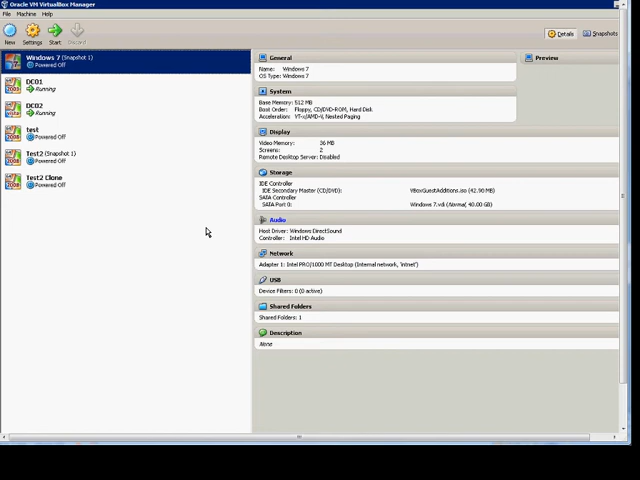 Oracle VM VirtualBox Manager
File Machine Help
New Settings Start Discard
Details Snapshots
Windows 7 (Snapshot 1)
Powered Off
DC01
Running
DC02
Running
test
Powered Off
Test2 (Snapshot 1)
Powered Off
Test2 Clone
Powered Off
General
Name: Windows 7
OS Type: Windows 7
Preview
System
Base Memory: 512 MB
Boot Order: Floppy, CD/DVD-ROM, Hard Disk
Acceleration: VT-x/AMD-V, Nested Paging
Display
Video Memory: 36 MB
Screens: 2
Remote Desktop Server: Disabled
Storage
IDE Controller
IDE Secondary Master (CD/DVD): VBoxGuestAdditions.iso (42.90 MB)
SATA Controller
SATA Port 0: Windows 7.vdi (Normal, 40.00 GB)
Audio
Host Driver: Windows DirectSound
Controller: Intel HD Audio
Network
Adapter 1: Intel PRO/1000 MT Desktop (Internal network, 'intnet')
USB
Device Filters: 0 (0 active)
Shared Folders
Shared Folders: 1
Description
None